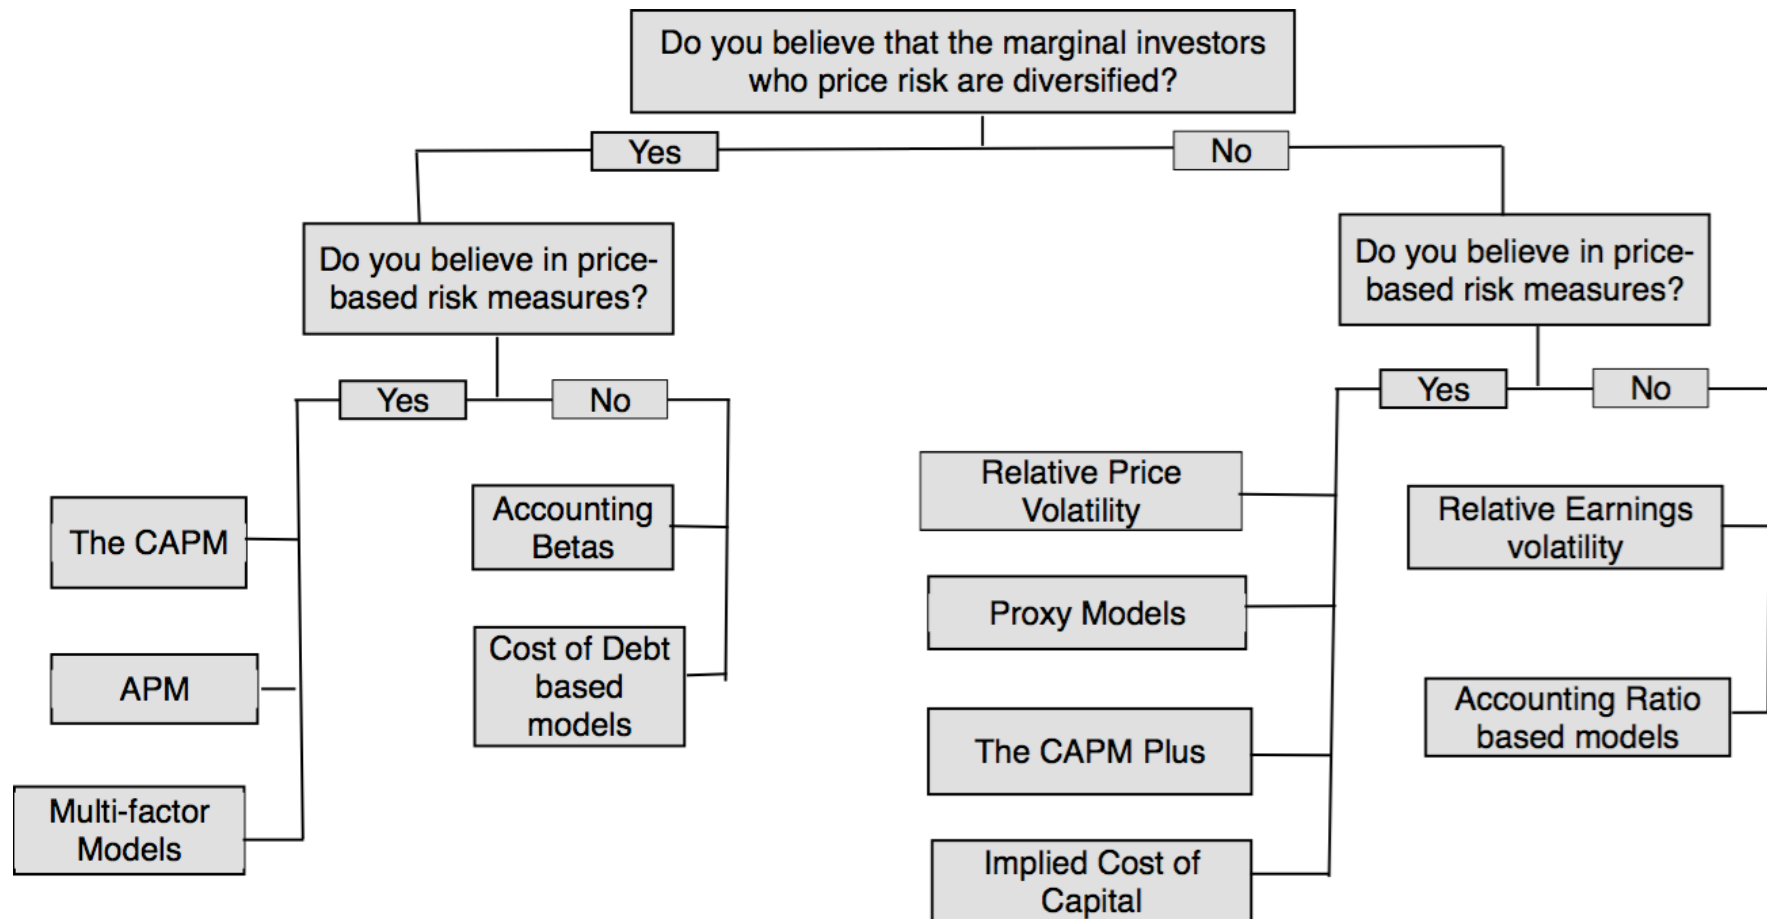 Do you believe that the marginal investors
who price risk are diversified?
Yes
No
Do you believe in price-
based risk measures?
Do you believe in price-
based risk measures?
Yes
No
Yes
No
The CAPM
APM
Multi-factor
Models
Accounting
Betas
Cost of Debt
based
models
Relative Price
Volatility
Proxy Models
The CAPM Plus
Implied Cost of
Capital
Relative Earnings
volatility
Accounting Ratio
based models